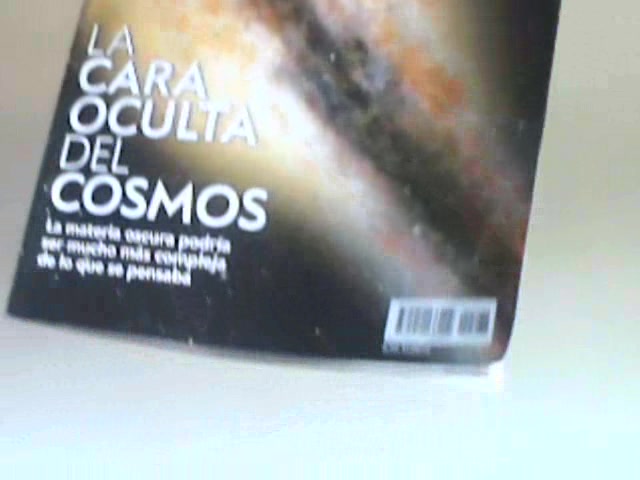 LA
CARA
OCULTA
DEL
COSMOS
La materia oscura podría
ser mucho más compleja
de lo que se pensaba